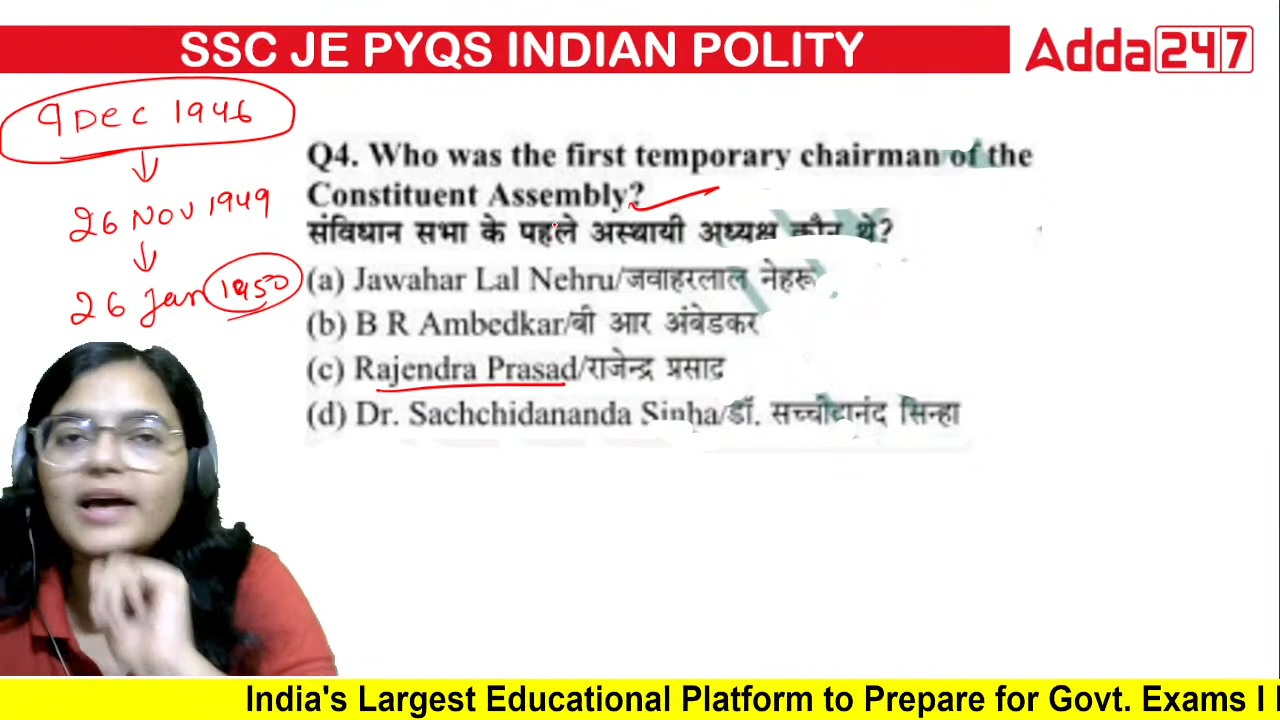 SSC JE PYQS INDIAN POLITY
Adda247
9 Dec 1946
26 Nov 1949
26 Jan 1950
Q4. Who was the first temporary chairman of the
Constituent Assembly?
संविधान सभा के पहले अस्थायी अध्यक्ष कौन थे?
(a) Jawahar Lal Nehru/जवाहरलाल नेहरू
(b) B R Ambedkar/बी आर अंबेडकर
(c) Rajendra Prasad/राजेन्द्र प्रसाद
(d) Dr. Sachchidananda Sinha/डॉ. सच्चीदानंद सिन्हा
India's Largest Educational Platform to Prepare for Govt. Exams I